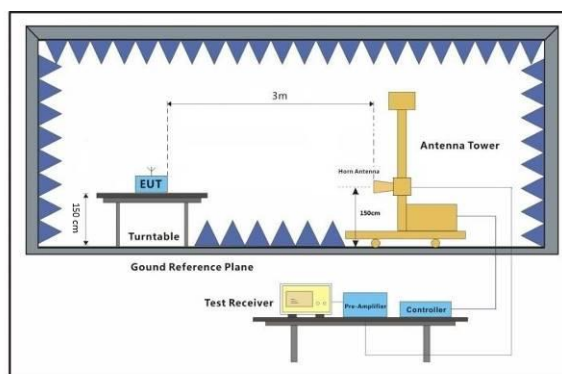 3m
Antenna Tower
Horn Antenna
EUT
150 cm
150cm
Turntable
Gound Reference Plane
Test Receiver
Pre-Amplifier
Controller